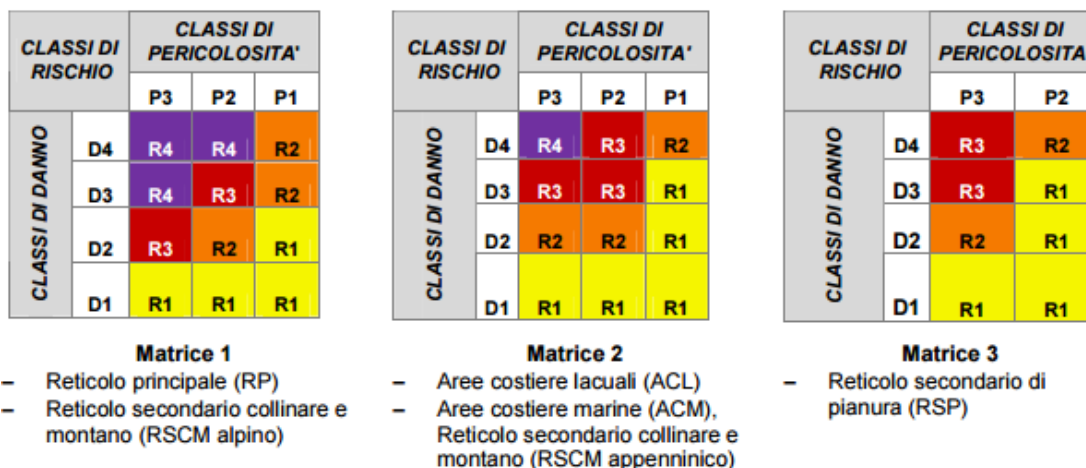 CLASSI DI RISCHIO
CLASSI DI PERICOLOSITA'
P3 P2 P1
CLASSI DI DANNO
D4 R4 R4 R2
D3 R4 R3 R2
D2 R3 R2 R1
D1 R1 R1 R1
Matrice 1
– Reticolo principale (RP)
– Reticolo secondario collinare e
montano (RSCM alpino)
CLASSI DI RISCHIO
CLASSI DI PERICOLOSITA'
P3 P2 P1
CLASSI DI DANNO
D4 R4 R3 R2
D3 R3 R3 R1
D2 R2 R2 R1
D1 R1 R1 R1
Matrice 2
– Aree costiere lacuali (ACL)
– Aree costiere marine (ACM),
Reticolo secondario collinare e
montano (RSCM appenninico)
CLASSI DI RISCHIO
CLASSI DI PERICOLOSITA
P3 P2
CLASSI DI DANNO
D4 R3 R2
D3 R3 R1
D2 R2 R1
D1 R1 R1
Matrice 3
– Reticolo secondario di
pianura (RSP)